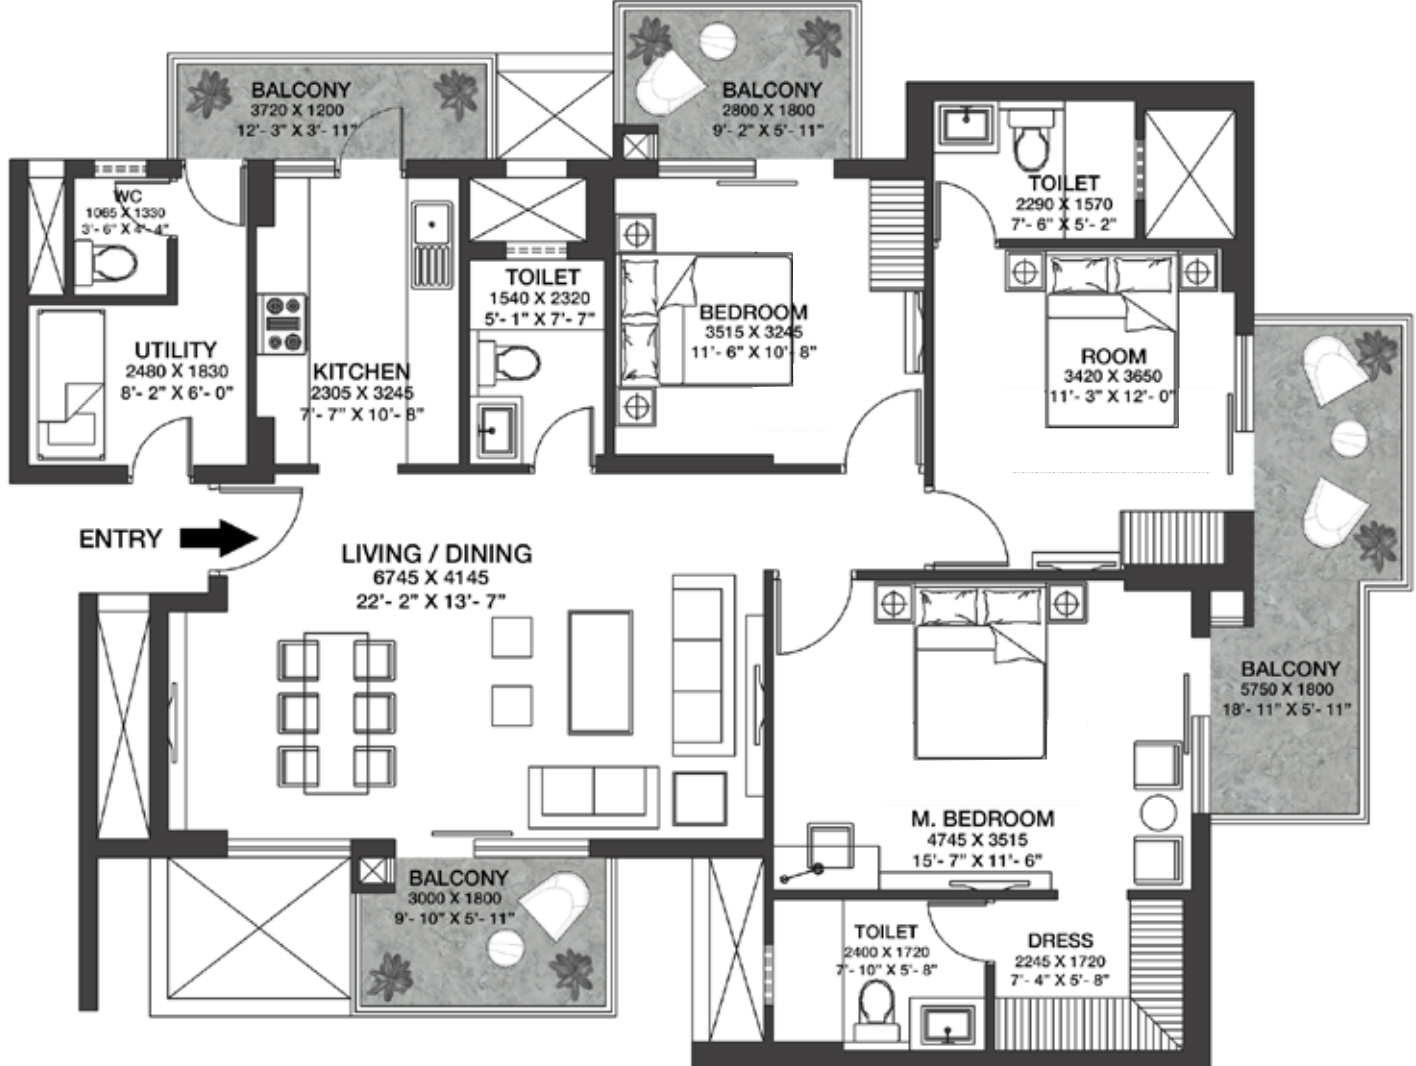 BALCONY
3720 X 1200
12'- 3" X 3'- 11"
BALCONY
2800 X 1800
9'- 2" X 5'- 11"
WC
1065 X 1330
3'- 6" X 4'- 4"
TOILET
2290 X 1570
7'- 6" X 5'- 2"
TOILET
1540 X 2320
5'- 1" X 7'- 7"
BEDROOM
3515 X 3245
11'- 6" X 10'- 8"
UTILITY
2480 X 1830
8'- 2" X 6'- 0"
KITCHEN
2305 X 3245
7'- 7" X 10'- 8"
ROOM
3420 X 3650
11'- 3" X 12'- 0"
ENTRY
LIVING / DINING
6745 X 4145
22'- 2" X 13'- 7"
BALCONY
5750 X 1800
18'- 11" X 5'- 11"
M. BEDROOM
4745 X 3515
15'- 7" X 11'- 6"
BALCONY
3000 X 1800
9'- 10" X 5'- 11"
TOILET
2400 X 1720
7'- 10" X 5'- 8"
DRESS
2245 X 1720
7'- 4" X 5'- 8"